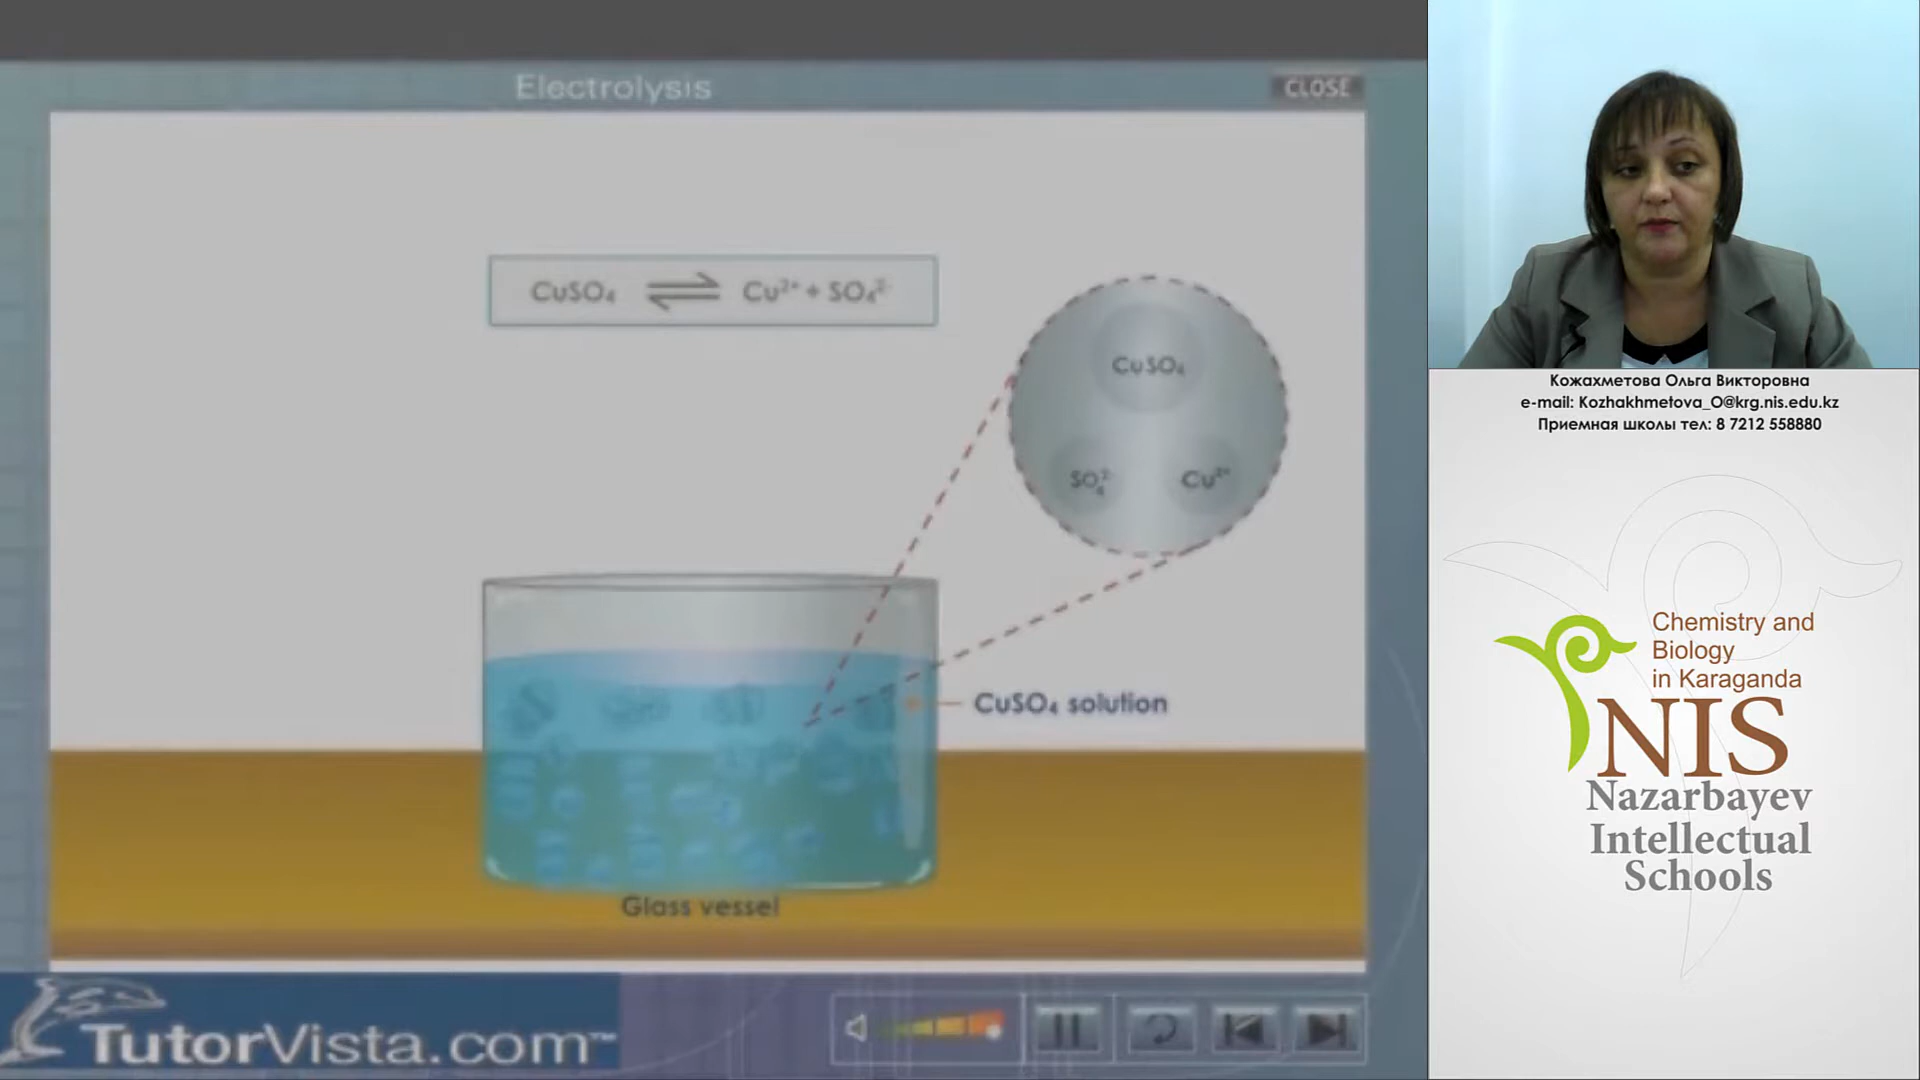 Electrolysis
CLOSE
CuSO₄ ⇌ Cu²⁺ + SO₄²⁻
CuSO₄
SO₄²⁻ Cu²⁺
CuSO₄ solution
Glass vessel
TutorVista.com™
Кожахметова Ольга Викторовна
e-mail: Kozhakhmetova_O@krg.nis.edu.kz
Приемная школы тел: 8 7212 558880
Chemistry and
Biology
in Karaganda
NIS
Nazarbayev
Intellectual
Schools